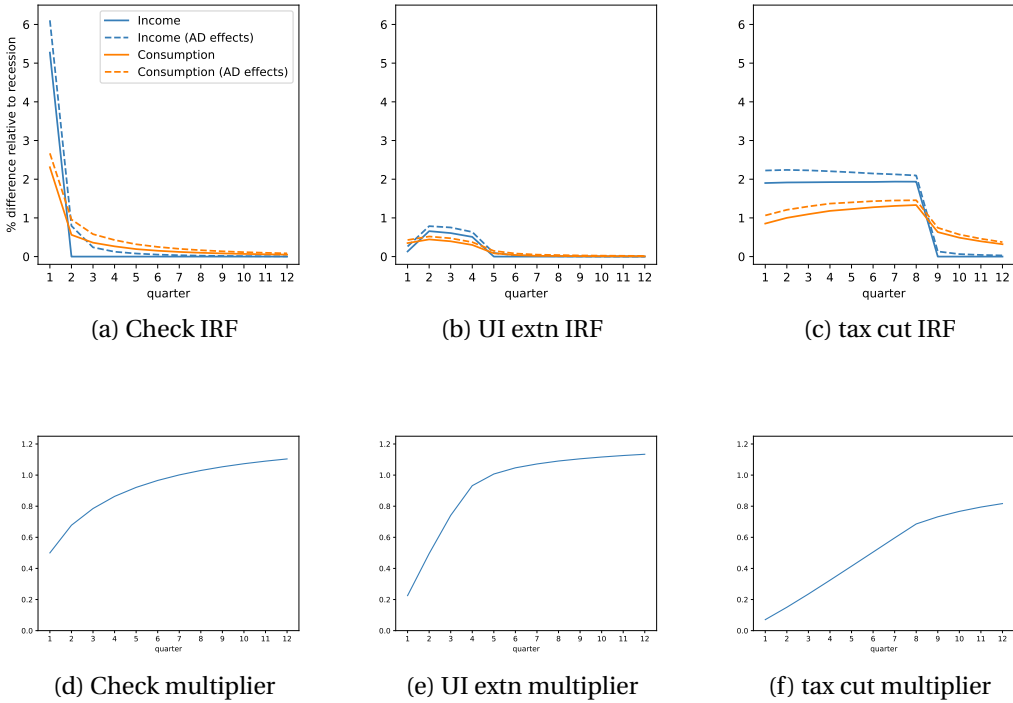 % difference relative to recession
6
5
4
3
2
1
0
Income
Income (AD effects)
Consumption
Consumption (AD effects)
1 2 3 4 5 6 7 8 9 10 11 12
quarter
(a) Check IRF
6
5
4
3
2
1
0
1 2 3 4 5 6 7 8 9 10 11 12
quarter
(b) UI extn IRF
6
5
4
3
2
1
0
1 2 3 4 5 6 7 8 9 10 11 12
quarter
(c) tax cut IRF
1.2
1.0
0.8
0.6
0.4
0.2
0.0
1 2 3 4 5 6 7 8 9 10 11 12
quarter
(d) Check multiplier
1.2
1.0
0.8
0.6
0.4
0.2
0.0
1 2 3 4 5 6 7 8 9 10 11 12
quarter
(e) UI extn multiplier
1.2
1.0
0.8
0.6
0.4
0.2
0.0
1 2 3 4 5 6 7 8 9 10 11 12
quarter
(f) tax cut multiplier